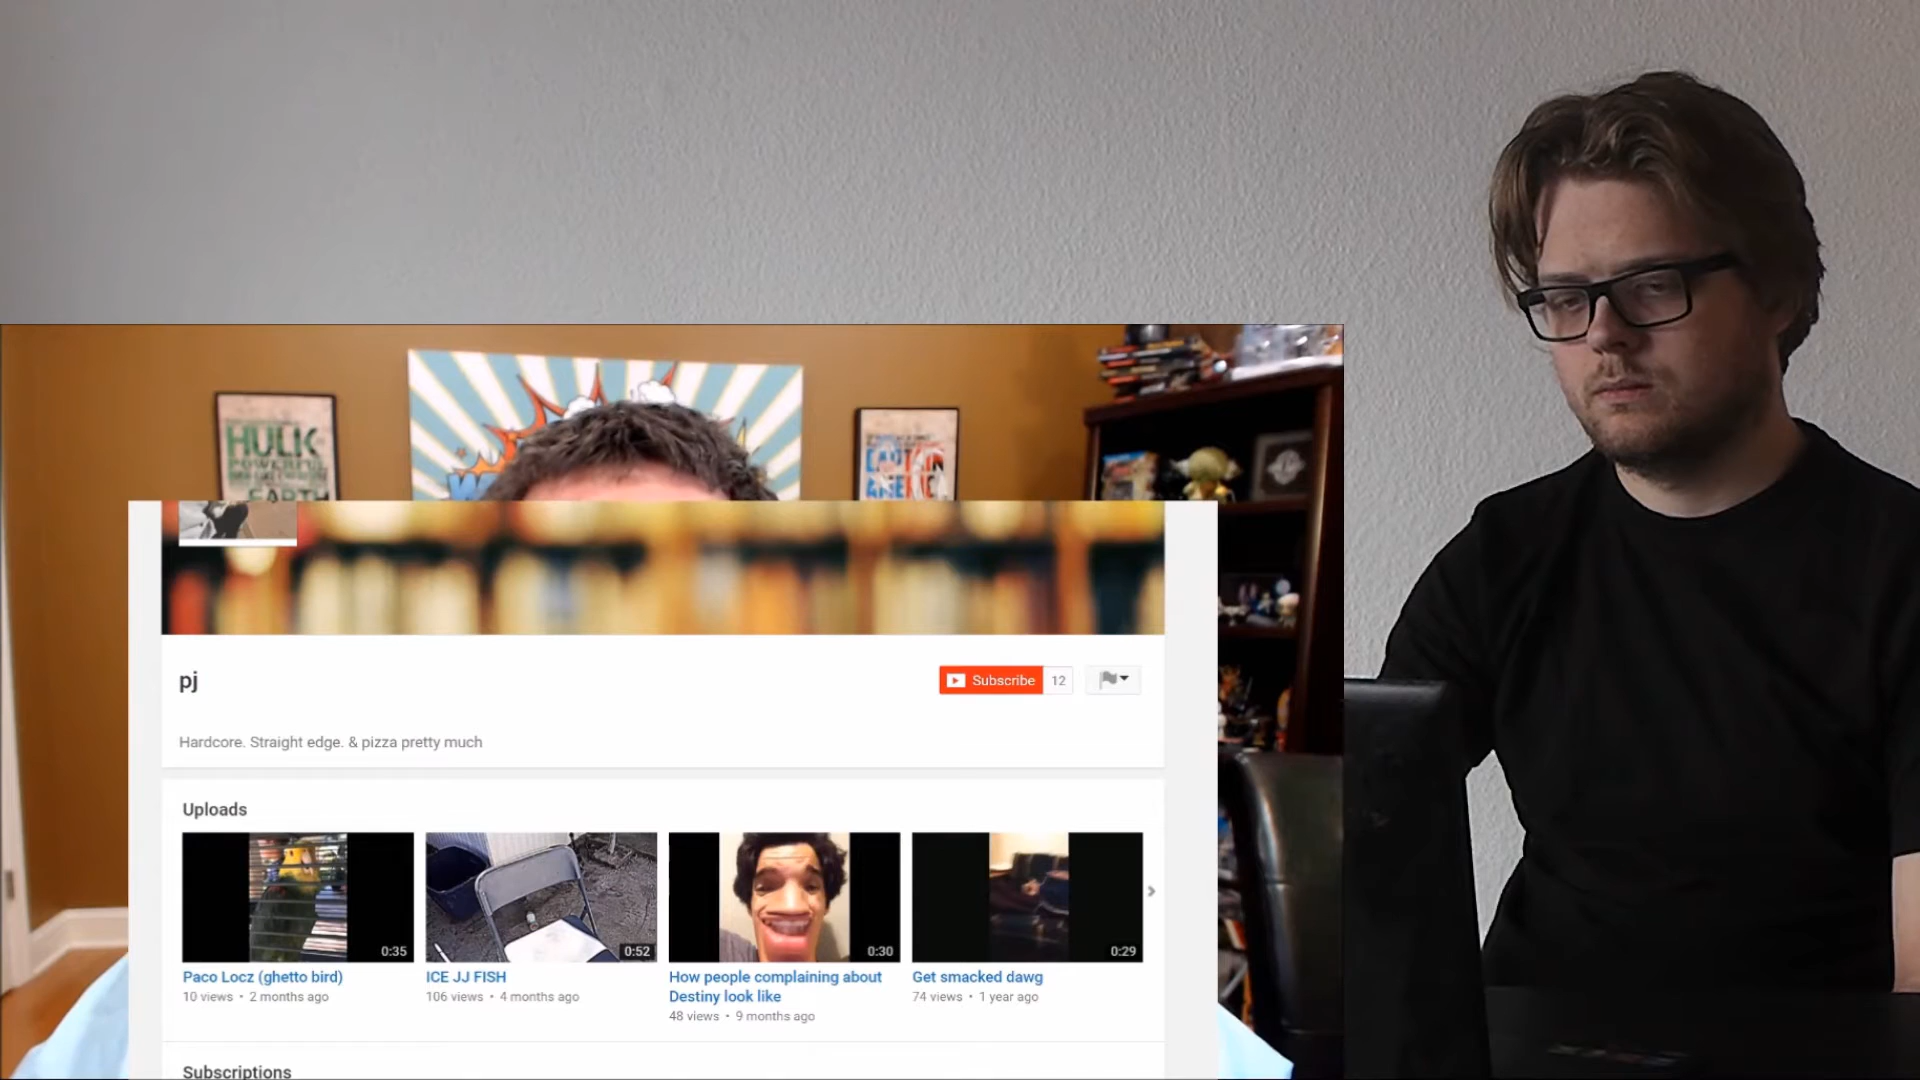 HULK
EARTH
CAPTAIN
AMERICA
pj
Subscribe 12
Hardcore. Straight edge. & pizza pretty much
Uploads
0:35
0:52
0:30
0:29
Paco Locz (ghetto bird)
10 views • 2 months ago
ICE JJ FISH
106 views • 4 months ago
How people complaining about
Destiny look like
48 views • 9 months ago
Get smacked dawg
74 views • 1 year ago
Subscriptions